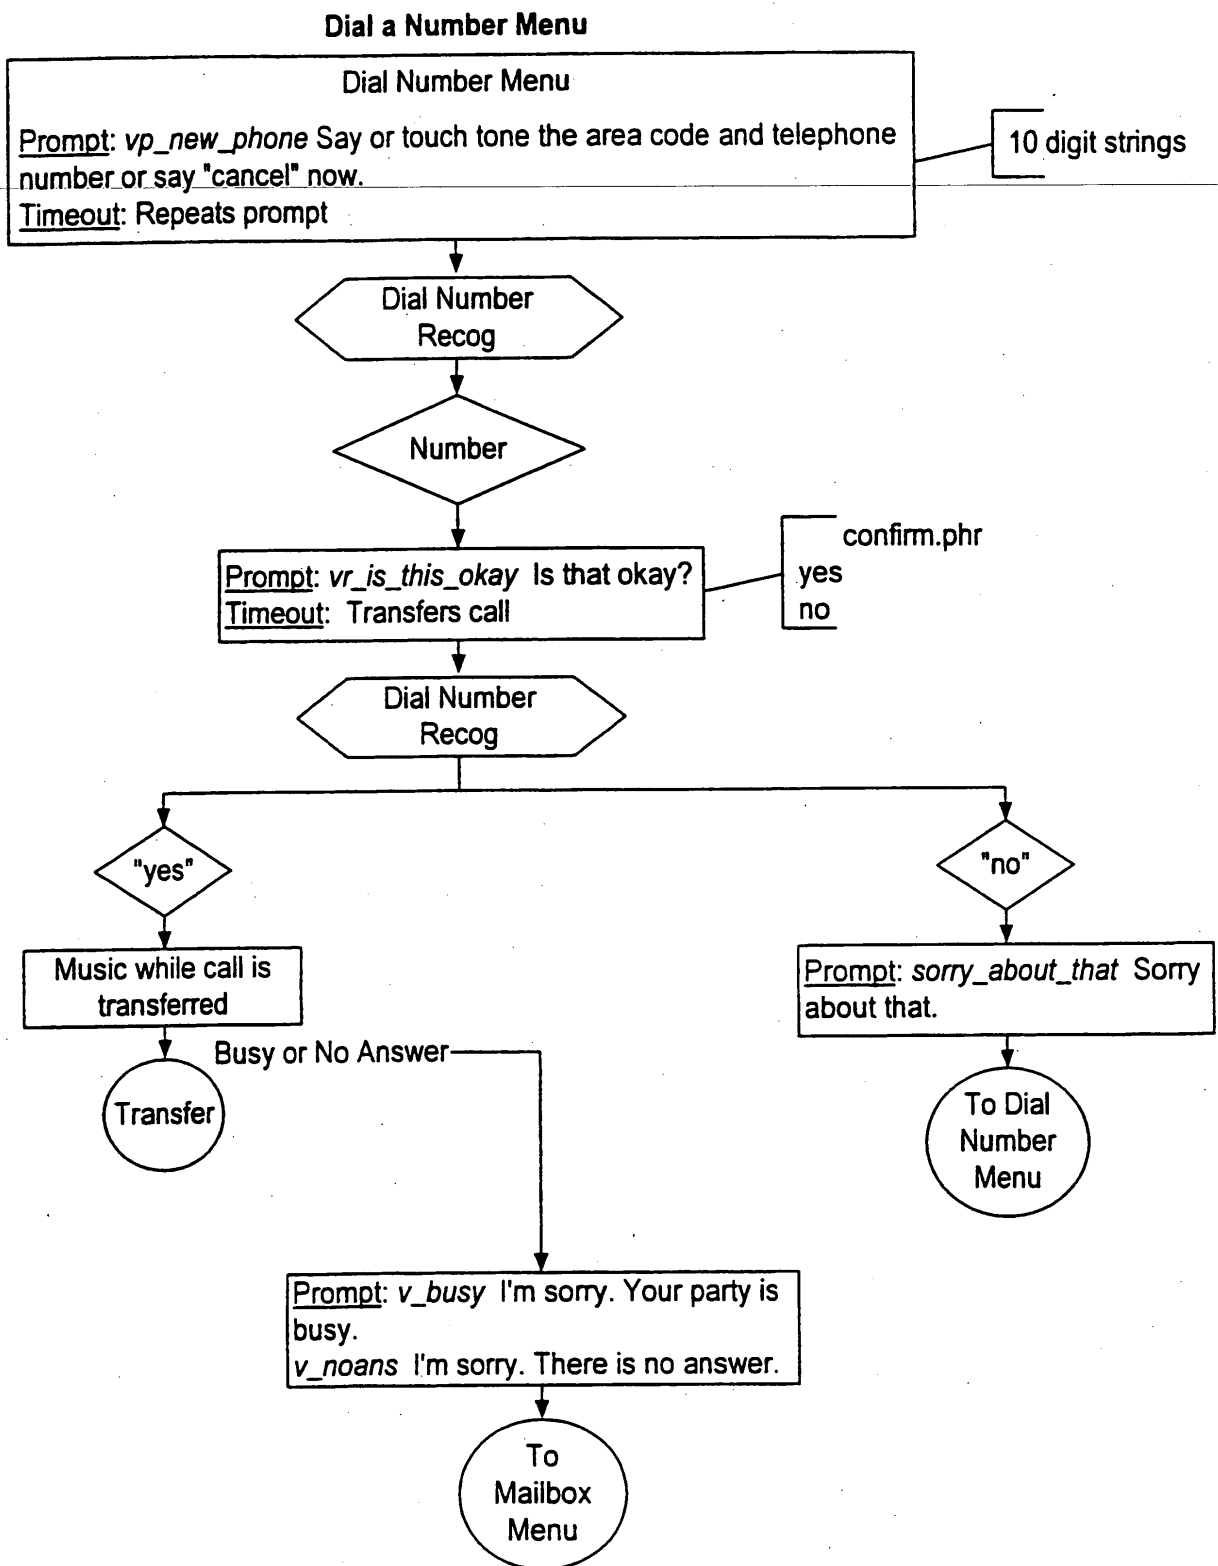 Dial a Number Menu
Dial Number Menu
Prompt: vp_new_phone Say or touch tone the area code and telephone
number or say "cancel" now.
Timeout: Repeats prompt
10 digit strings
Dial Number
Recog
Number
Prompt: vr_is_this_okay Is that okay?
Timeout: Transfers call
confirm.phr
yes
no
Dial Number
Recog
"yes"
"no"
Music while call is
transferred
Prompt: sorry_about_that Sorry
about that.
Busy or No Answer
Transfer
To Dial
Number
Menu
Prompt: v_busy I'm sorry. Your party is
busy.
v_noans I'm sorry. There is no answer.
To
Mailbox
Menu